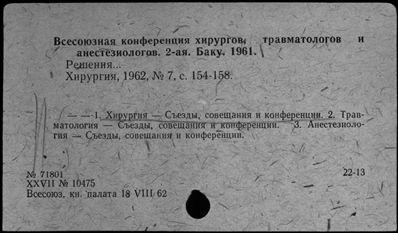 Всесоюзная конференция хирургов, травматологов и
анестезиологов. 2-ая. Баку. 1961.
Решения...
Хирургия, 1962, № 7, с. 154-158.
— — 1. Хирургия — Съезды, совещания и конференции. 2. Трав-
матология — Съезды, совещания и конференции. 3. Анестезиоло-
гия — Съезды, совещания и конференции.
№ 71801 22-13
XXVII № 10475
Всесоюз. кн. палата 18 VIII 62